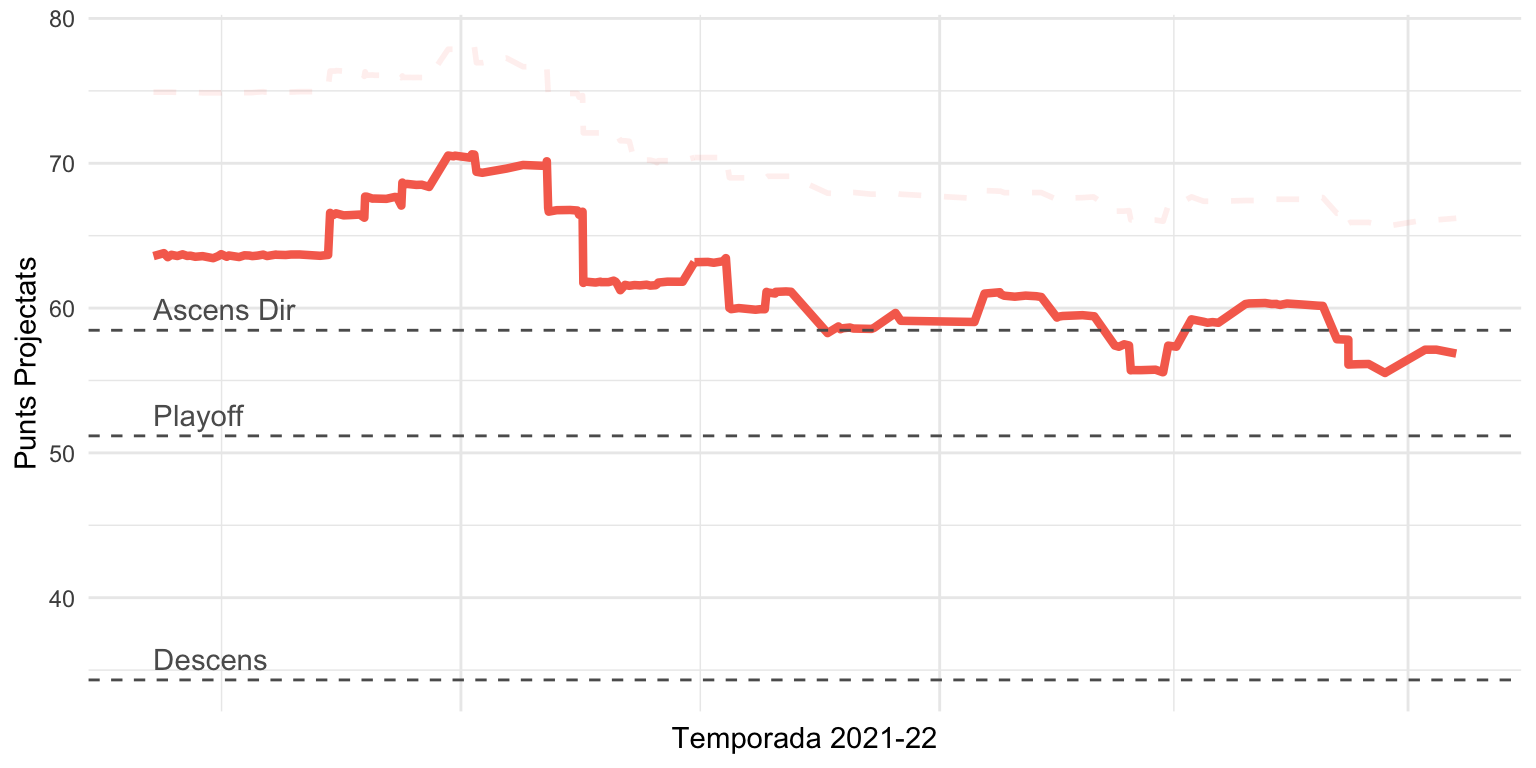 80
70
60
50
40
Punts Projectats
Ascens Dir
Playoff
Descens
Temporada 2021-22